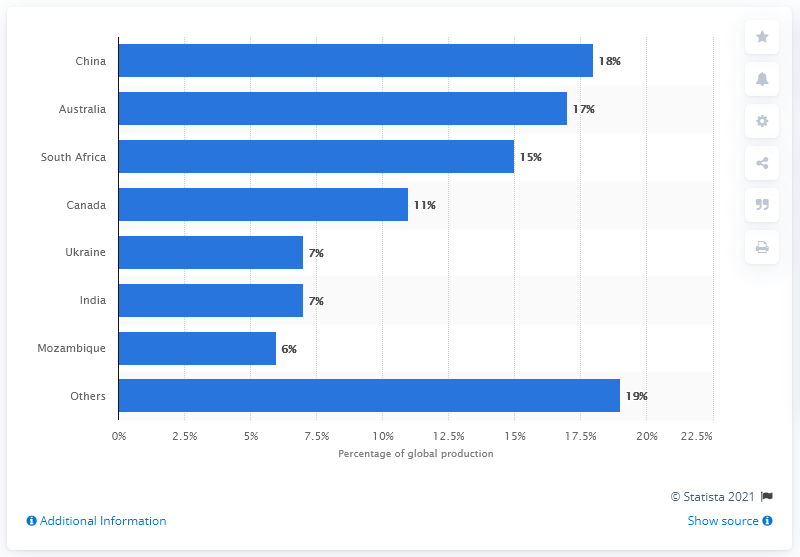 China 18%
Australia 17%
South Africa 15%
Canada 11%
Ukraine 7%
India 7%
Mozambique 6%
Others 19%
0% 2.5% 5% 7.5% 10% 12.5% 15% 17.5% 20% 22.5%
Percentage of global production
© Statista 2021
Additional Information Show source